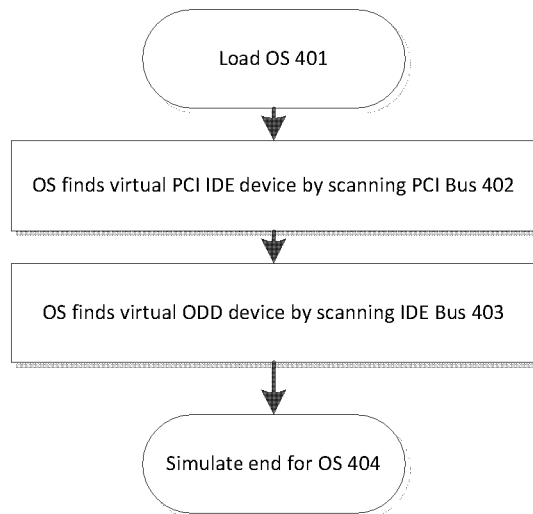 Load OS 401
OS finds virtual PCI IDE device by scanning PCI Bus 402
OS finds virtual ODD device by scanning IDE Bus 403
Simulate end for OS 404